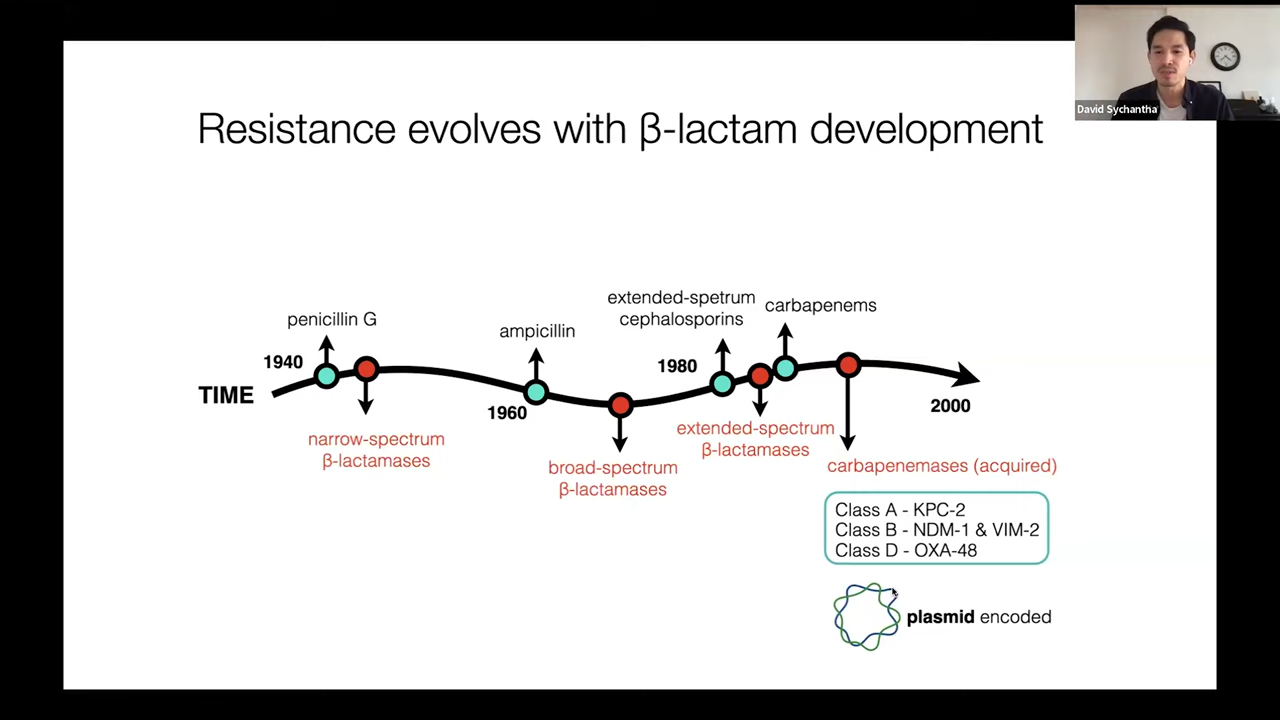 David Sychantha
Resistance evolves with β-lactam development
penicillin G
ampicillin
extended-spetrum
cephalosporins
carbapenems
1940
1960
1980
2000
TIME
narrow-spectrum
β-lactamases
broad-spectrum
β-lactamases
extended-spectrum
β-lactamases
carbapenemases (acquired)
Class A - KPC-2
Class B - NDM-1 & VIM-2
Class D - OXA-48
plasmid encoded